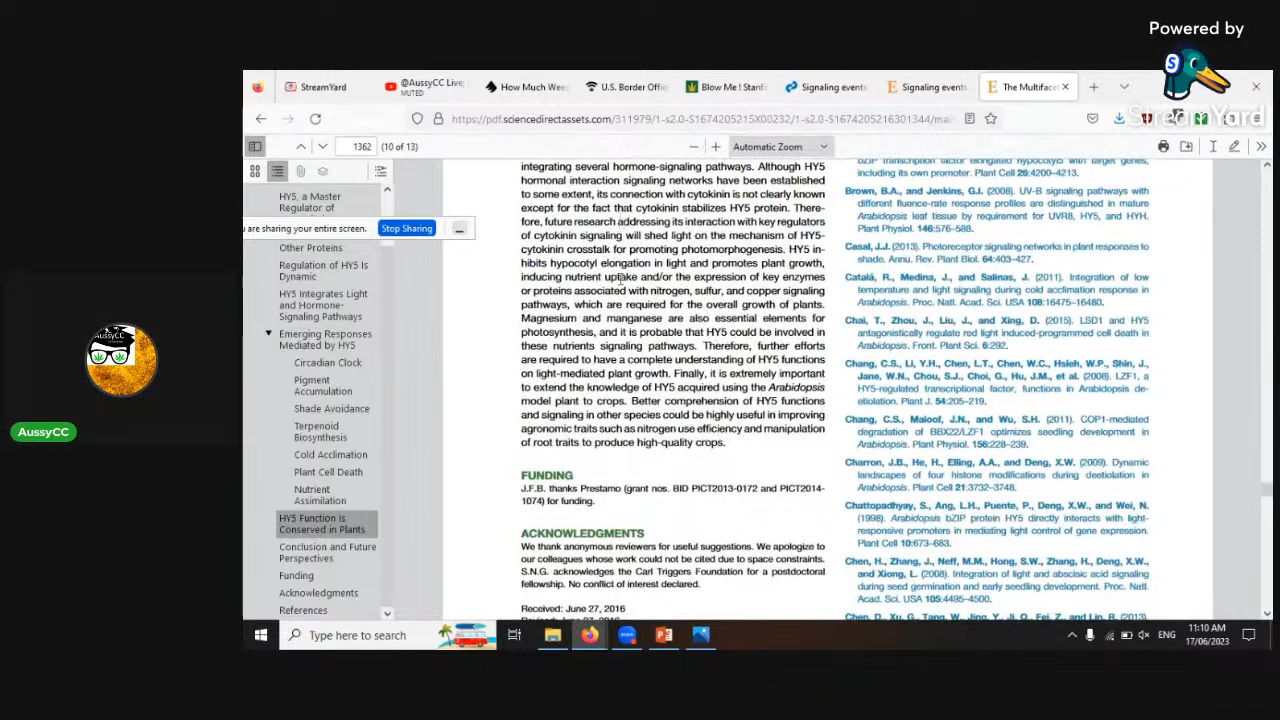 Powered by
StreamYard
StreamYard
@AussyCC Live,
MUTED
How Much Wee
U.S. Border Offi
Blow Me ! Stanf
Signaling events
Signaling events
The Multifacet
https://pdf.sciencedirectassets.com/311979/1-s2.0-S1674205215X00232/1-s2.0-S1674205216301344/main
1362
(10 of 13)
Automatic Zoom
HY5, a Master
Regulator of
u are sharing your entire screen.
Stop Sharing
Other Proteins
Regulation of HY5 Is
Dynamic
HY5 Integrates Light
and Hormone-
Signaling Pathways
Emerging Responses
Mediated by HY5
Circadian Clock
Pigment
Accumulation
Shade Avoidance
Terpenoid
Biosynthesis
Cold Acclimation
Plant Cell Death
Nutrient
Assimilation
HY5 Function Is
Conserved in Plants
Conclusion and Future
Perspectives
Funding
Acknowledgments
References
integrating several hormone-signaling pathways. Although HY5
hormonal interaction signaling networks have been established
to some extent, its connection with cytokinin is not clearly known
except for the fact that cytokinin stabilizes HY5 protein. There-
fore, future research addressing its interaction with key regulators
of cytokinin signaling will shed light on the mechanism of HY5-
cytokinin crosstalk for promoting photomorphogenesis. HY5 in-
hibits hypocotyl elongation in light and promotes plant growth,
inducing nutrient uptake and/or the expression of key enzymes
or proteins associated with nitrogen, sulfur, and copper signaling
pathways, which are required for the overall growth of plants.
Magnesium and manganese are also essential elements for
photosynthesis, and it is probable that HY5 could be involved in
these nutrients signaling pathways. Therefore, further efforts
are required to have a complete understanding of HY5 functions
on light-mediated plant growth. Finally, it is extremely important
to extend the knowledge of HY5 acquired using the Arabidopsis
model plant to crops. Better comprehension of HY5 functions
and signaling in other species could be highly useful in improving
agronomic traits such as nitrogen use efficiency and manipulation
of root traits to produce high-quality crops.
FUNDING
J.F.B. thanks Prestamo (grant nos. BID PICT2013-0172 and PICT2014-
1074) for funding.
ACKNOWLEDGMENTS
We thank anonymous reviewers for useful suggestions. We apologize to
our colleagues whose work could not be cited due to space constraints.
S.N.G. acknowledges the Carl Triggers Foundation for a postdoctoral
fellowship. No conflict of interest declared.
Received: June 27, 2016
bZIP transcription factor elongated hypocotyl5 with target genes,
including its own promoter. Plant Cell 26:4200–4213.
Brown, B.A., and Jenkins, G.I. (2008). UV-B signaling pathways with
different fluence-rate response profiles are distinguished in mature
Arabidopsis leaf tissue by requirement for UVR8, HY5, and HYH.
Plant Physiol. 146:576–588.
Casal, J.J. (2013). Photoreceptor signaling networks in plant responses to
shade. Annu. Rev. Plant Biol. 64:403–427.
Catalá, R., Medina, J., and Salinas, J. (2011). Integration of low
temperature and light signaling during cold acclimation response in
Arabidopsis. Proc. Natl. Acad. Sci. USA 108:16475–16480.
Chai, T., Zhou, J., Liu, J., and Xing, D. (2015). LSD1 and HY5
antagonistically regulate red light induced-programmed cell death in
Arabidopsis. Front. Plant Sci. 6:292.
Chang, C.S., Li, Y.H., Chen, L.T., Chen, W.C., Hsieh, W.P., Shin, J.,
Jane, W.N., Chou, S.J., Choi, G., Hu, J.M., et al. (2008). LZF1, a
HY5-regulated transcriptional factor, functions in Arabidopsis de-
etiolation. Plant J. 54:205–219.
Chang, C.S., Maloof, J.N., and Wu, S.H. (2011). COP1-mediated
degradation of BBX22/LZF1 optimizes seedling development in
Arabidopsis. Plant Physiol. 156:228–239.
Charron, J.B., He, H., Elling, A.A., and Deng, X.W. (2009). Dynamic
landscapes of four histone modifications during deetiolation in
Arabidopsis. Plant Cell 21:3732–3748.
Chattopadhyay, S., Ang, L.H., Puente, P., Deng, X.W., and Wei, N.
(1998). Arabidopsis bZIP protein HY5 directly interacts with light-
responsive promoters in mediating light control of gene expression.
Plant Cell 10:673–683.
Chen, H., Zhang, J., Neff, M.M., Hong, S.W., Zhang, H., Deng, X.W.,
and Xiong, L. (2008). Integration of light and abscisic acid signaling
during seed germination and early seedling development. Proc. Natl.
Acad. Sci. USA 105:4495–4500.
Chen, D., Xu, G., Tang, W., Jing, Y., Ji, Q., Fei, Z., and Lin, R. (2013).
AussyCC
AussyCC
Type here to search
zoom
ENG
11:10 AM
17/06/2023